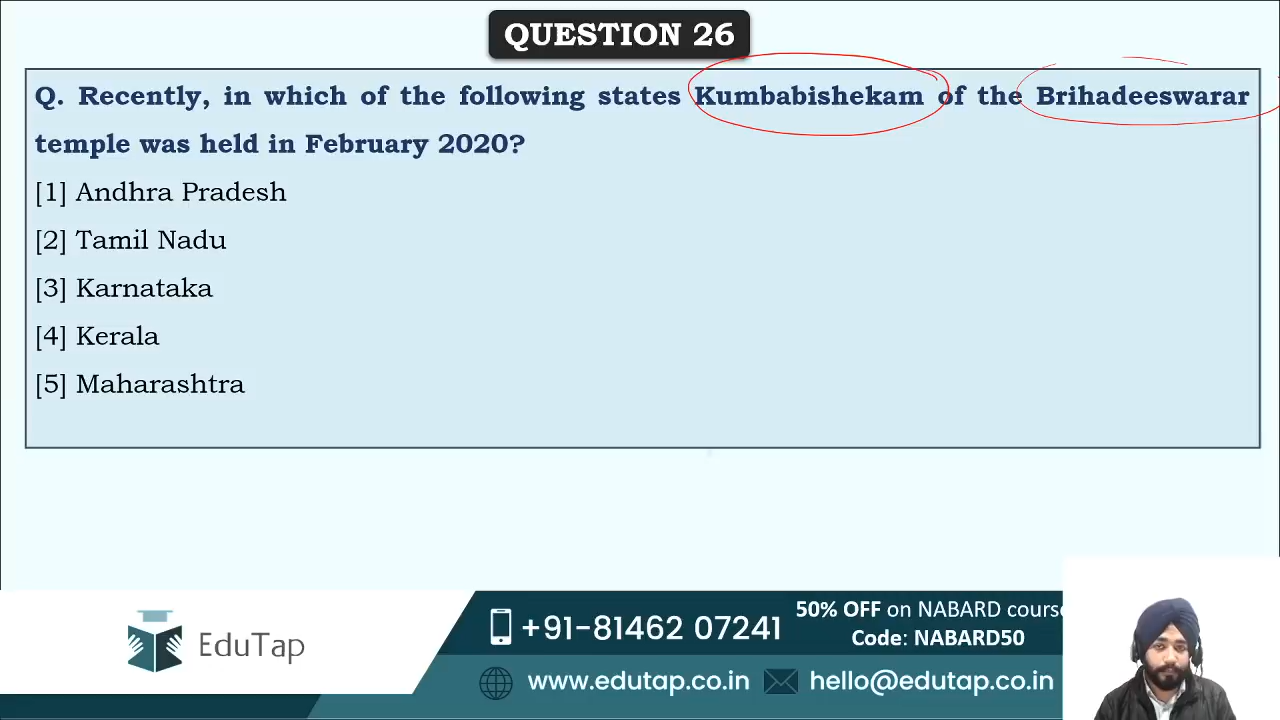 QUESTION 26
Q. Recently, in which of the following states Kumbabishekam of the Brihadeeswarar
temple was held in February 2020?
[1] Andhra Pradesh
[2] Tamil Nadu
[3] Karnataka
[4] Kerala
[5] Maharashtra
EduTap
+91-81462 07241
50% OFF on NABARD course
Code: NABARD50
www.edutap.co.in
hello@edutap.co.in